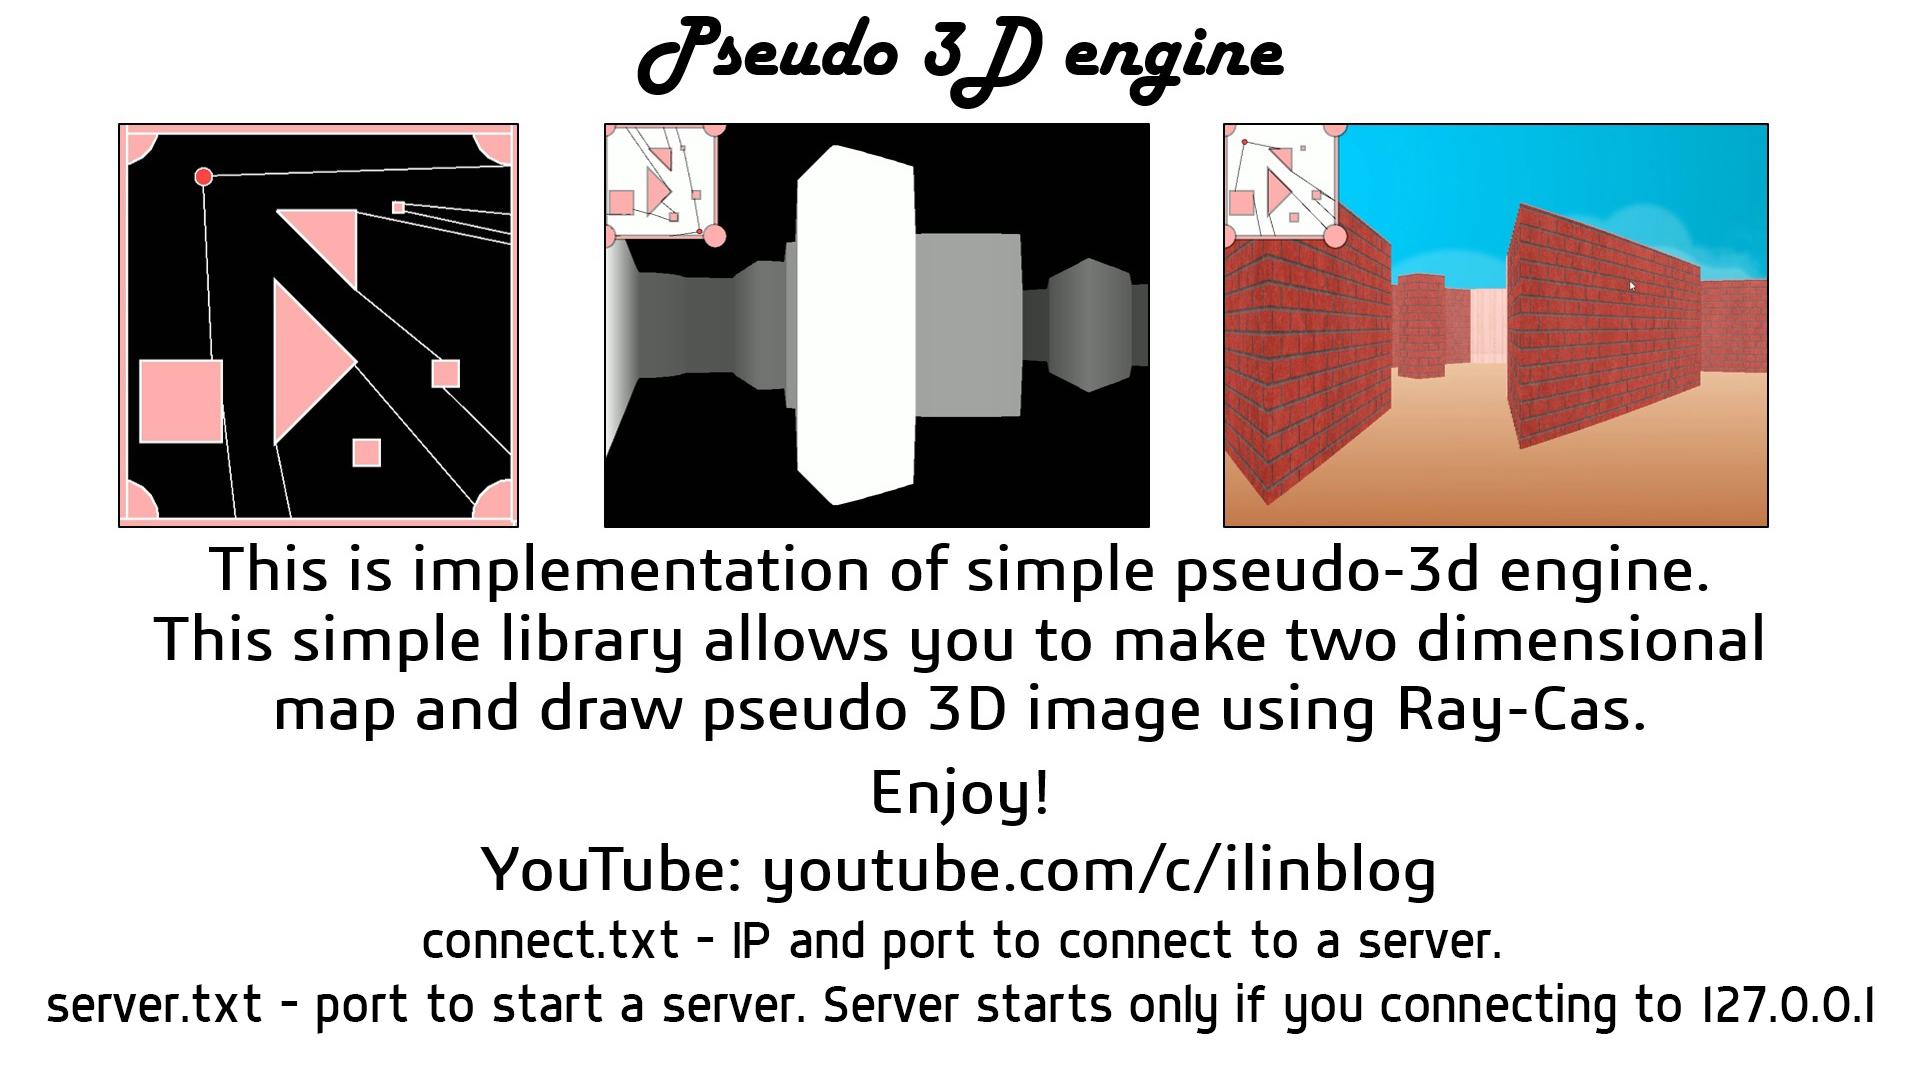 Pseudo 3D engine
This is implementation of simple pseudo-3d engine.
This simple library allows you to make two dimensional
map and draw pseudo 3D image using Ray-Cas.
Enjoy!
YouTube: youtube.com/c/ilinblog
connect.txt - IP and port to connect to a server.
server.txt - port to start a server. Server starts only if you connecting to 127.0.0.1